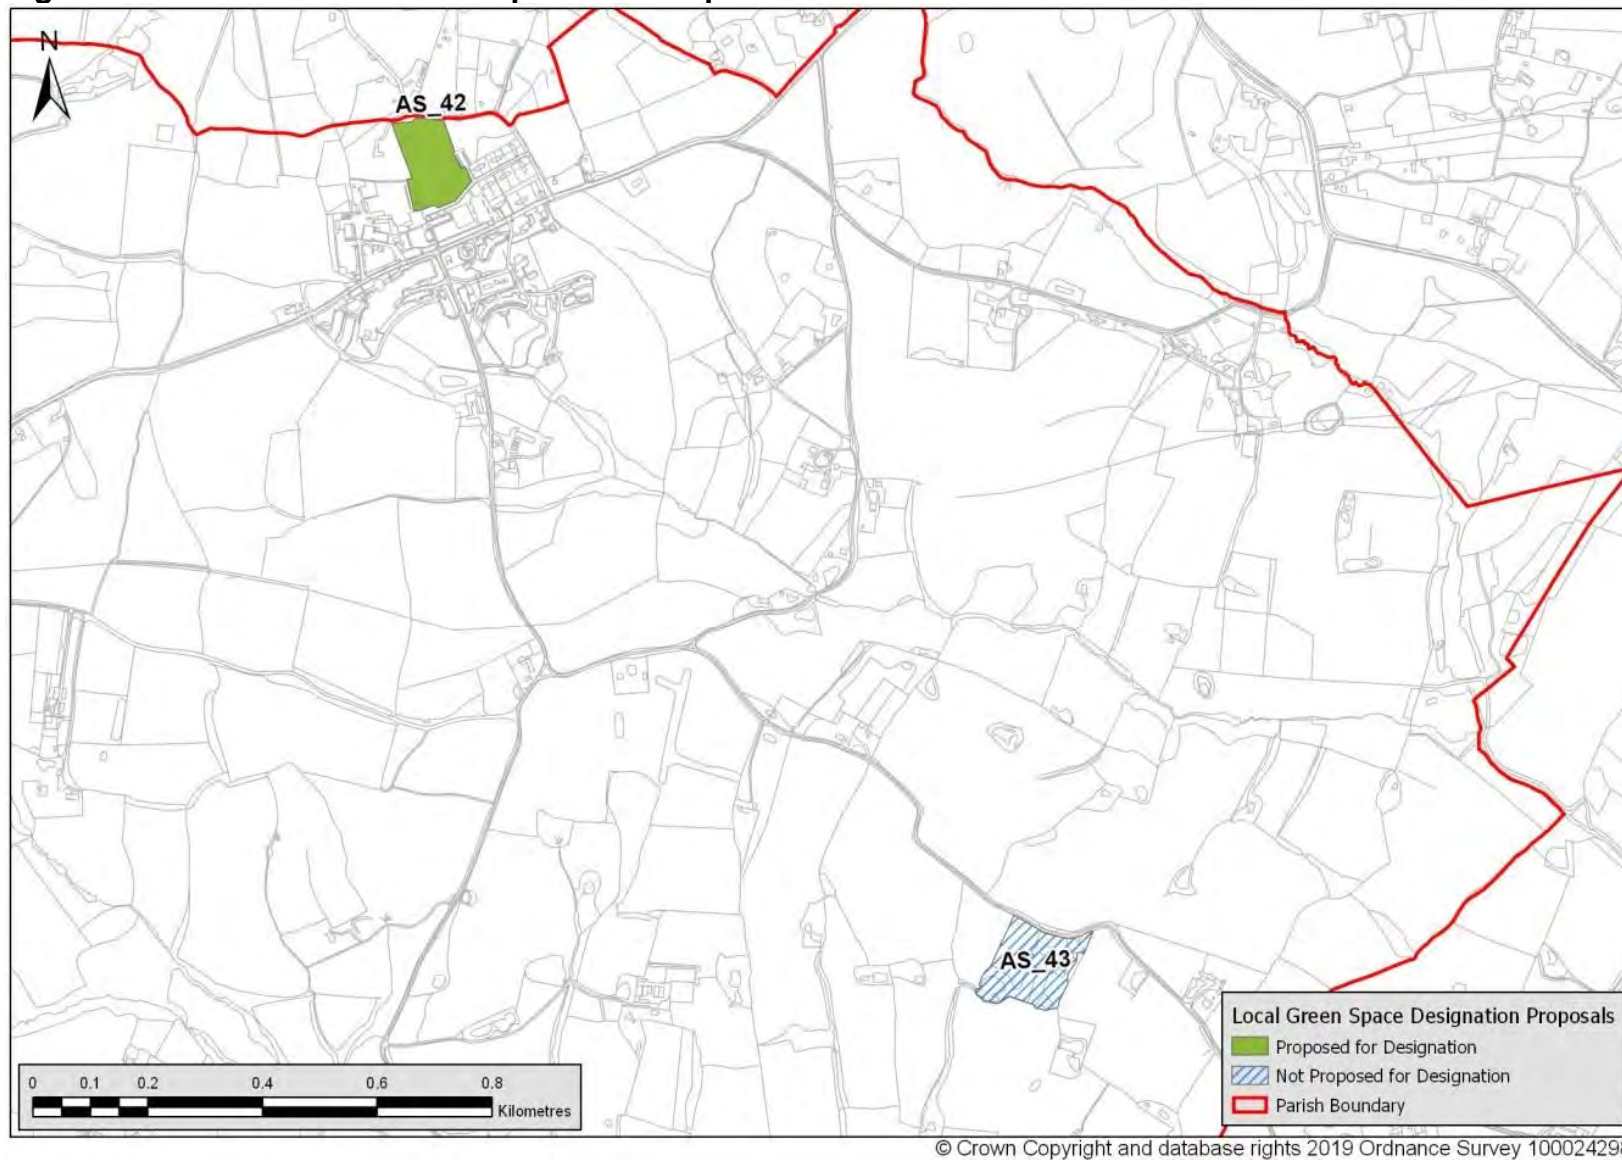 N
AS_42
AS_43
Local Green Space Designation Proposals
Proposed for Designation
Not Proposed for Designation
Parish Boundary
0 0.1 0.2 0.4 0.6 0.8
Kilometres
© Crown Copyright and database rights 2019 Ordnance Survey 10002429